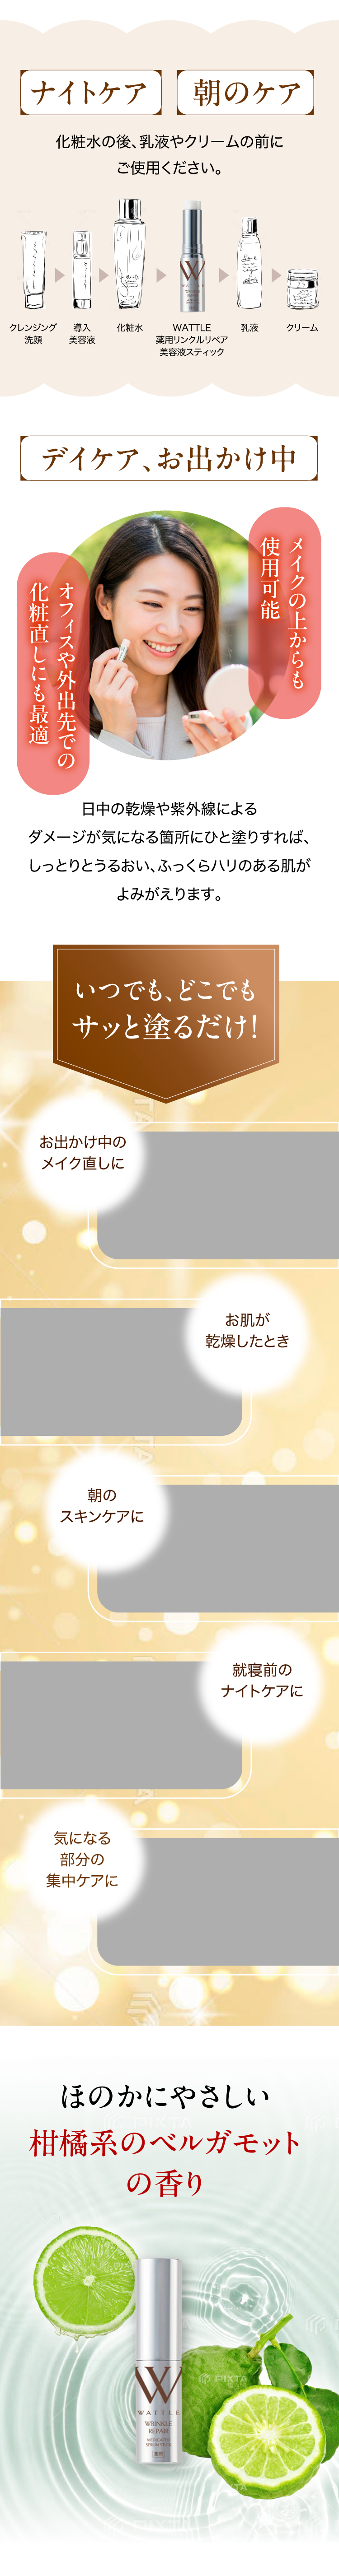 ナイトケア
朝のケア
化粧水の後、乳液やクリームの前に
ご使用ください。
クレンジング
洗顔
導入
美容液
化粧水
WATTLE
薬用リンクルリペア
美容液スティック
乳液
クリーム
デイケア、お出かけ中
メイクの上からも
使用可能
オフィスや外出先での
化粧直しにも最適
日中の乾燥や紫外線による
ダメージが気になる箇所にひと塗りすれば、
しっとりとうるおい、ふっくらハリのある肌が
よみがえります。
いつでも、どこでも
サッと塗るだけ!
お出かけ中の
メイク直しに
お肌が
乾燥したとき
朝の
スキンケアに
就寝前の
ナイトケアに
気になる
部分の
集中ケアに
ほのかにやさしい
柑橘系のベルガモット
の香り
W
WATTLE
WRINKLE
REPAIR
PIXTA